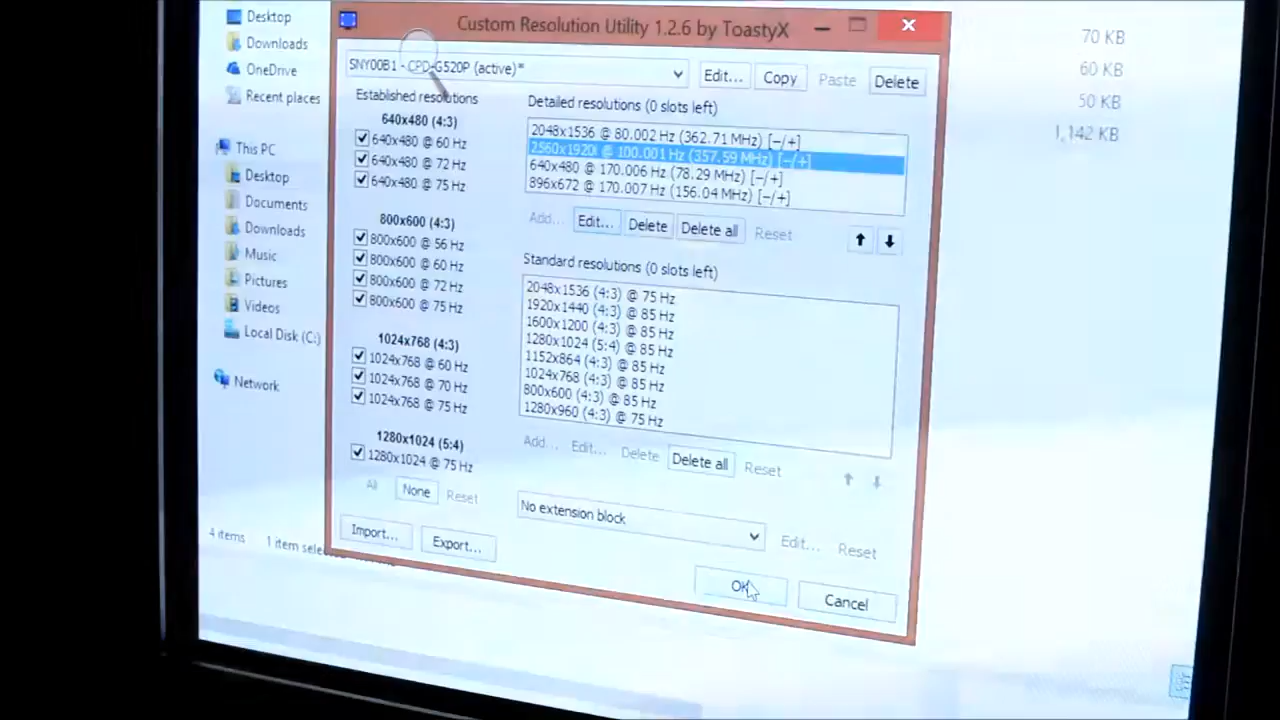 Desktop
Downloads
OneDrive
Recent places
This PC
Desktop
Documents
Downloads
Music
Pictures
Videos
Local Disk (C:)
Network
4 items
1 item
70 KB
60 KB
50 KB
1,142 KB
Custom Resolution Utility 1.2.6 by ToastyX
SNY00B1 - CPD-G520P (active)*
Edit...
Copy
Paste
Delete
Established resolutions
640x480 (4:3)
640x480 @ 60 Hz
640x480 @ 72 Hz
640x480 @ 75 Hz
800x600 (4:3)
800x600 @ 56 Hz
800x600 @ 60 Hz
800x600 @ 72 Hz
800x600 @ 75 Hz
1024x768 (4:3)
1024x768 @ 60 Hz
1024x768 @ 70 Hz
1024x768 @ 75 Hz
1280x1024 (5:4)
1280x1024 @ 75 Hz
All
None
Reset
Import...
Export...
Detailed resolutions (0 slots left)
2048x1536 @ 80.002 Hz (362.71 MHz) [-/+]
2560x1920i @ 100.001 Hz (357.59 MHz) [-/+]
640x480 @ 170.006 Hz (78.29 MHz) [-/+]
896x672 @ 170.007 Hz (156.04 MHz) [-/+]
Add...
Edit...
Delete
Delete all
Reset
Standard resolutions (0 slots left)
2048x1536 (4:3) @ 75 Hz
1920x1440 (4:3) @ 85 Hz
1600x1200 (4:3) @ 85 Hz
1280x1024 (5:4) @ 85 Hz
1152x864 (4:3) @ 85 Hz
1024x768 (4:3) @ 85 Hz
800x600 (4:3) @ 85 Hz
1280x960 (4:3) @ 75 Hz
Add...
Edit...
Delete
Delete all
Reset
No extension block
Edit...
Reset
OK
Cancel